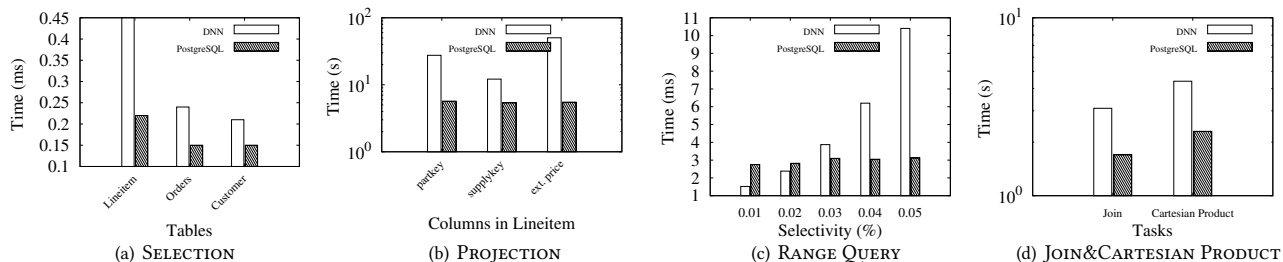 0.45
0.4
0.35
0.3
0.25
0.2
0.15
0.1
Time (ms)
DNN
PostgreSQL
Lineitem
Orders
Customer
Tables
(a) SELECTION
10^2
10^1
10^0
Time (s)
DNN
PostgreSQL
partkey
supplykey
ext. price
Columns in Lineitem
(b) PROJECTION
11
10
9
8
7
6
5
4
3
2
1
Time (ms)
DNN
PostgreSQL
0.01 0.02 0.03 0.04 0.05
Selectivity (%)
(c) RANGE QUERY
10^1
10^0
Time (s)
DNN
PostgreSQL
Join Cartesian Product
Tasks
(d) JOIN&CARTESIAN PRODUCT